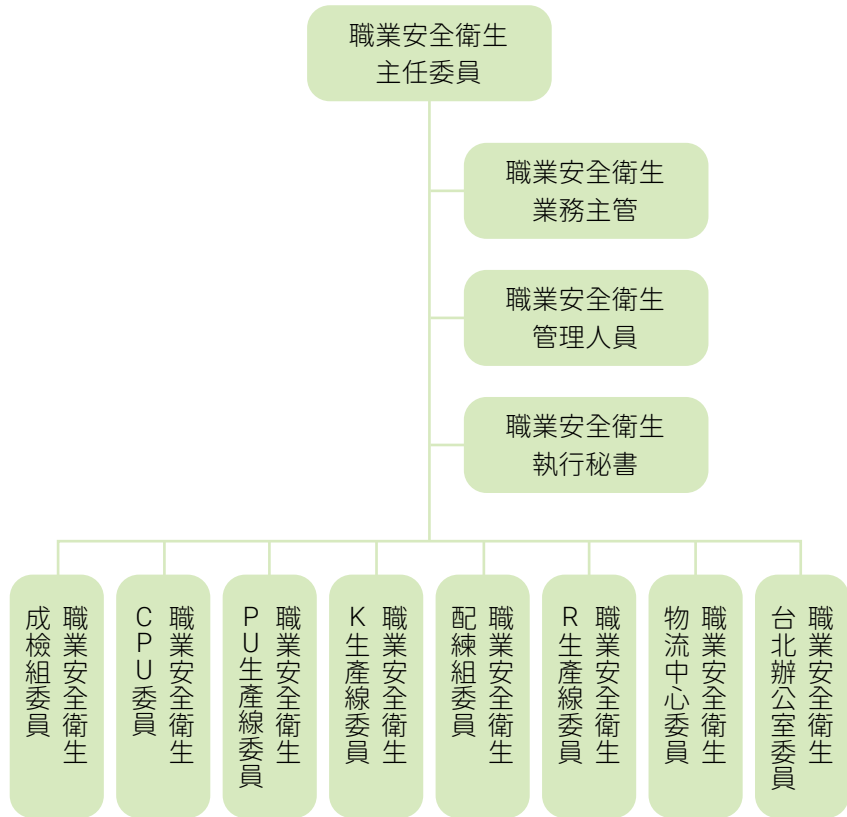 職業安全衛生
主任委員
職業安全衛生
業務主管
職業安全衛生
管理人員
職業安全衛生
執行秘書
職業安全衛生
成檢組委員
職業安全衛生
CPU委員
職業安全衛生
PU生產線委員
職業安全衛生
K生產線委員
職業安全衛生
配練組委員
職業安全衛生
R生產線委員
職業安全衛生
物流中心委員
職業安全衛生
台北辦公室委員